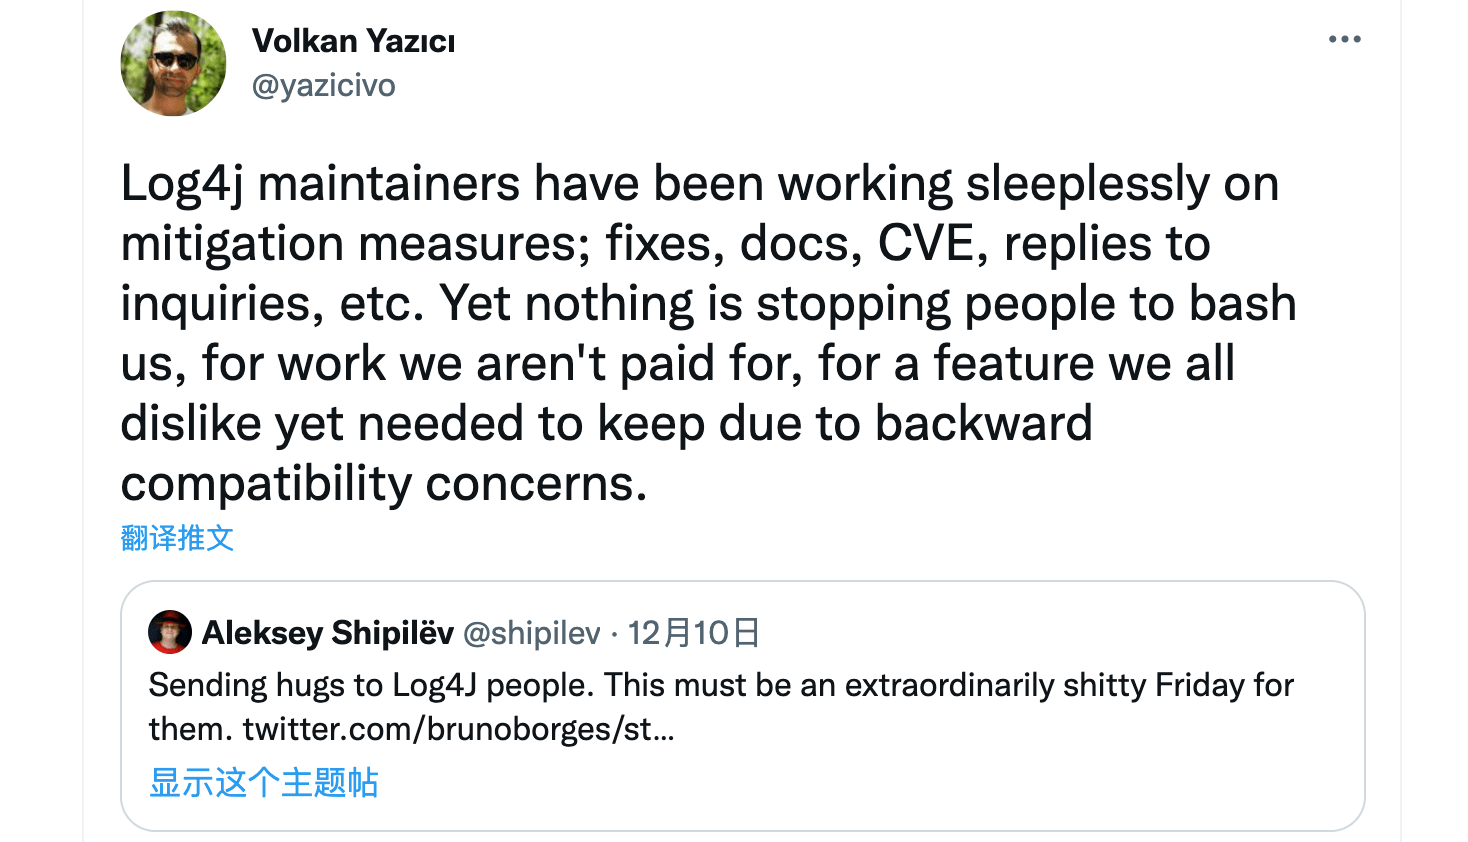 Volkan Yazıcı
@yazicivo
Log4j maintainers have been working sleeplessly on
mitigation measures; fixes, docs, CVE, replies to
inquiries, etc. Yet nothing is stopping people to bash
us, for work we aren't paid for, for a feature we all
dislike yet needed to keep due to backward
compatibility concerns.
翻译推文
Aleksey Shipilëv @shipilev · 12月10日
Sending hugs to Log4J people. This must be an extraordinarily shitty Friday for
them. twitter.com/brunoborges/st…
显示这个主题帖